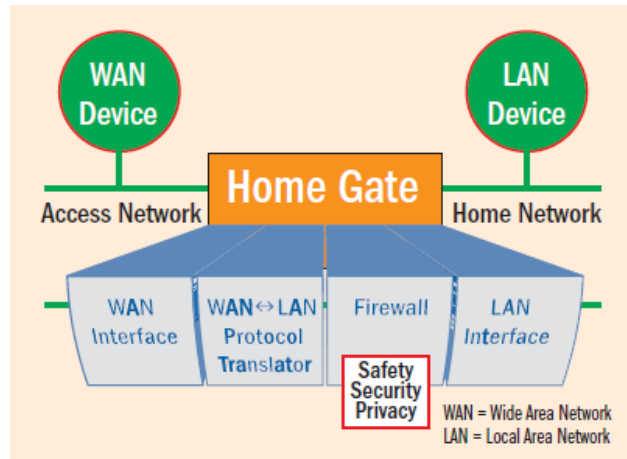 WAN
Device
LAN
Device
Home Gate
Access Network
Home Network
WAN
Interface
WAN↔LAN
Protocol
Translator
Firewall
LAN
Interface
Safety
Security
Privacy
WAN = Wide Area Network
LAN = Local Area Network